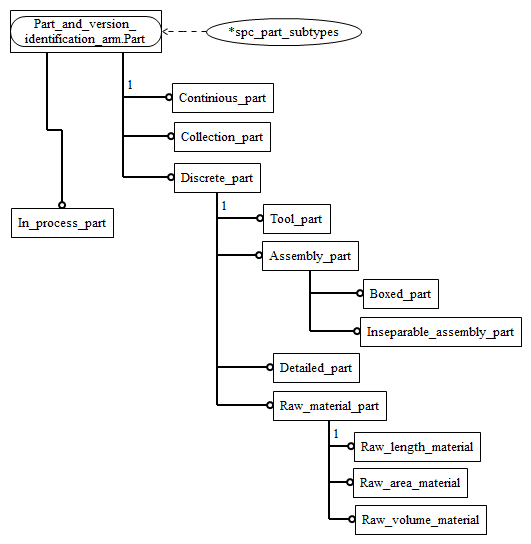 Part_and_version_
identification_arm.Part
*spc_part_subtypes
1
Continious_part
Collection_part
Discrete_part
In_process_part
1
Tool_part
Assembly_part
Boxed_part
Inseparable_assembly_part
Detailed_part
Raw_material_part
1
Raw_length_material
Raw_area_material
Raw_volume_material